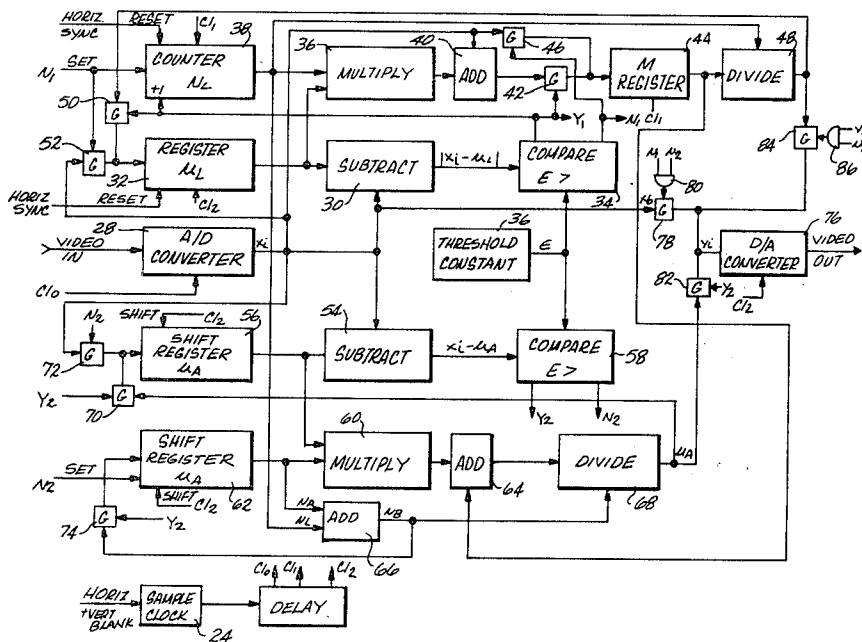 HORIZ SYNC
RESET
Cl1
N1 SET
COUNTER NL
38
+1
50
G
52
G
REGISTER μL
32
HORIZ SYNC
RESET
Cl2
36
MULTIPLY
40
ADD
G
46
G
42
44
M REGISTER
Cl1
48
DIVIDE
Y1
N1
SUBTRACT
30
|xi-μL|
COMPARE E >
34
N1 N2
80
Xi
G
78
84
G
86
28
A/D CONVERTER
VIDEO IN
Cl0
Xi
36
THRESHOLD CONSTANT
E
Yi
76
D/A CONVERTER
VIDEO OUT
Cl2
82
G
Y2
N2
SHIFT
Cl2
56
72
G
SHIFT REGISTER μA
Y2
70
G
54
SUBTRACT
xi-μA
COMPARE E >
58
Y2
N2
μA
N2 SET
SHIFT REGISTER μA
62
SHIFT
Cl2
74
G
Y2
60
MULTIPLY
ADD
64
DIVIDE
68
NA
NL
ADD
66
NB
Cl0 Cl1 Cl2
HORIZ
+VERT BLANK
SAMPLE CLOCK
24
DELAY